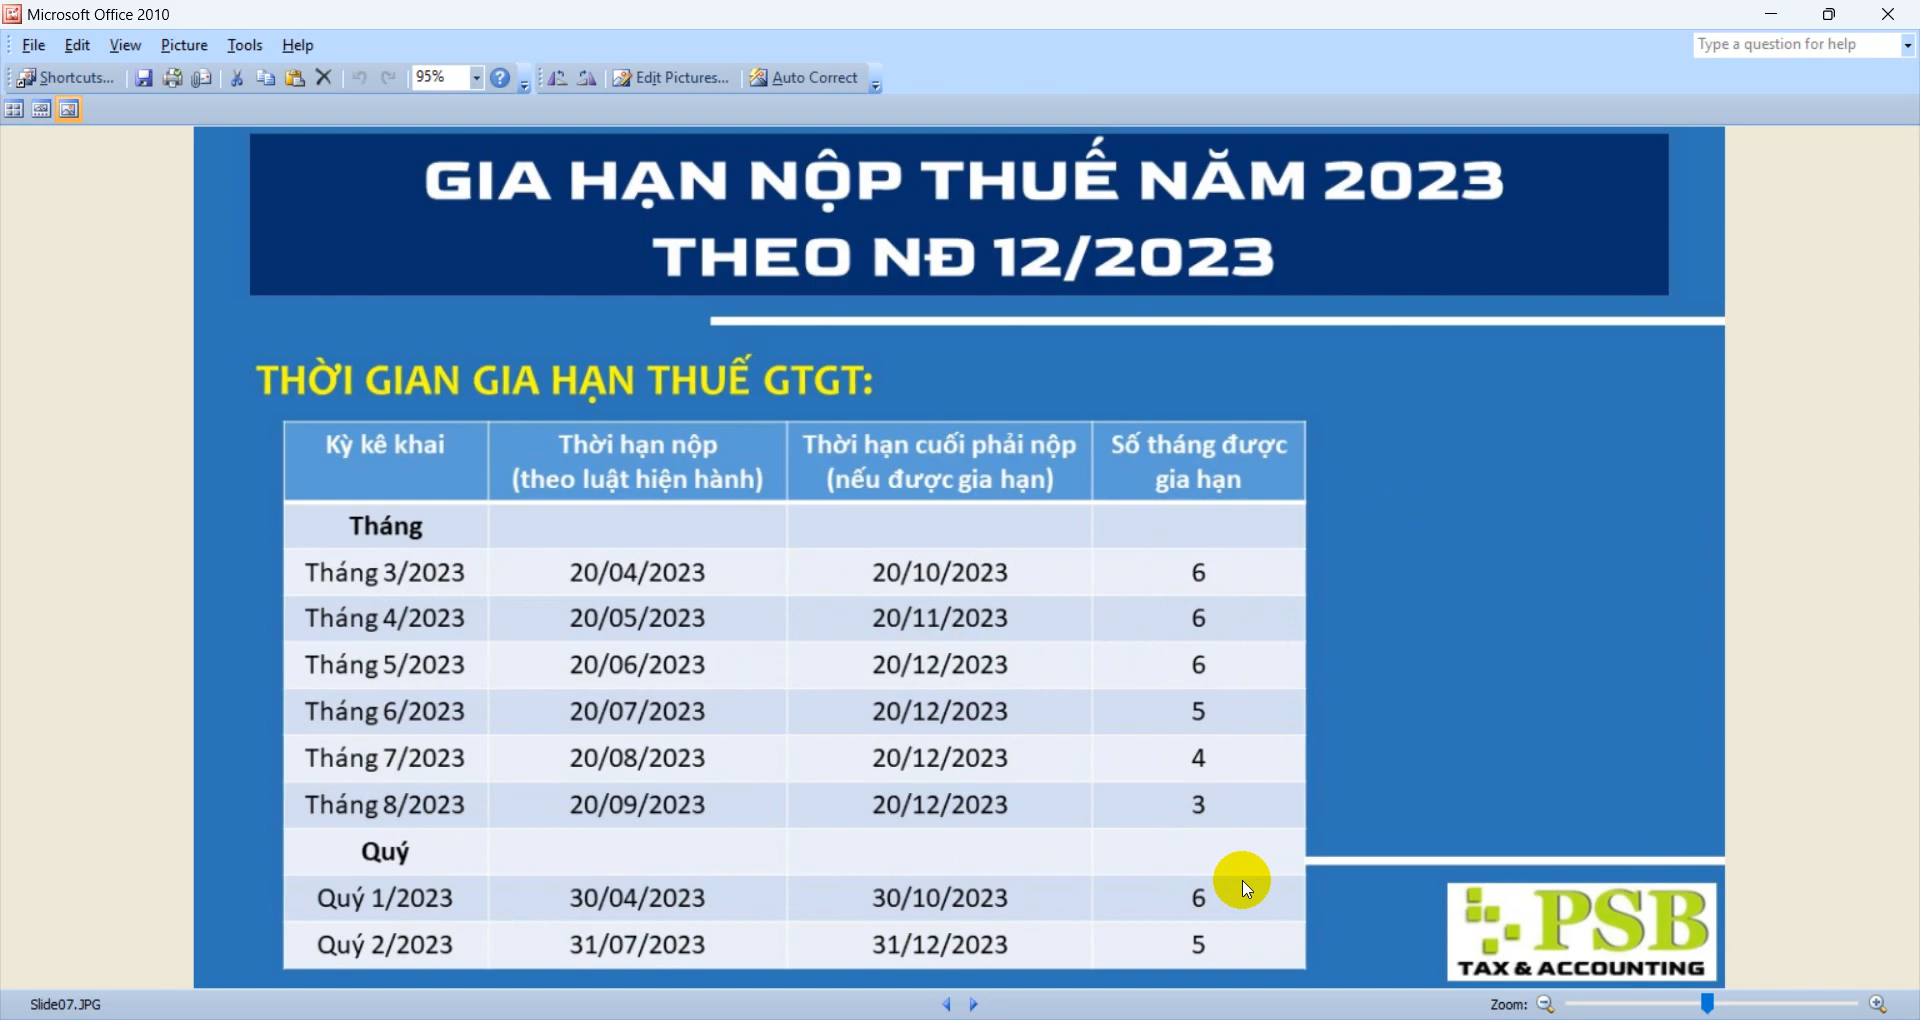 Microsoft Office 2010
File Edit View Picture Tools Help
Type a question for help
Shortcuts... 95% Edit Pictures... Auto Correct
GIA HẠN NỘP THUẾ NĂM 2023
THEO NĐ 12/2023
THỜI GIAN GIA HẠN THUẾ GTGT:
Kỳ kê khai Thời hạn nộp (theo luật hiện hành) Thời hạn cuối phải nộp (nếu được gia hạn) Số tháng được gia hạn
Tháng
Tháng 3/2023 20/04/2023 20/10/2023 6
Tháng 4/2023 20/05/2023 20/11/2023 6
Tháng 5/2023 20/06/2023 20/12/2023 6
Tháng 6/2023 20/07/2023 20/12/2023 5
Tháng 7/2023 20/08/2023 20/12/2023 4
Tháng 8/2023 20/09/2023 20/12/2023 3
Quý
Quý 1/2023 30/04/2023 30/10/2023 6
Quý 2/2023 31/07/2023 31/12/2023 5
PSB
TAX & ACCOUNTING
Slide07.JPG
Zoom: